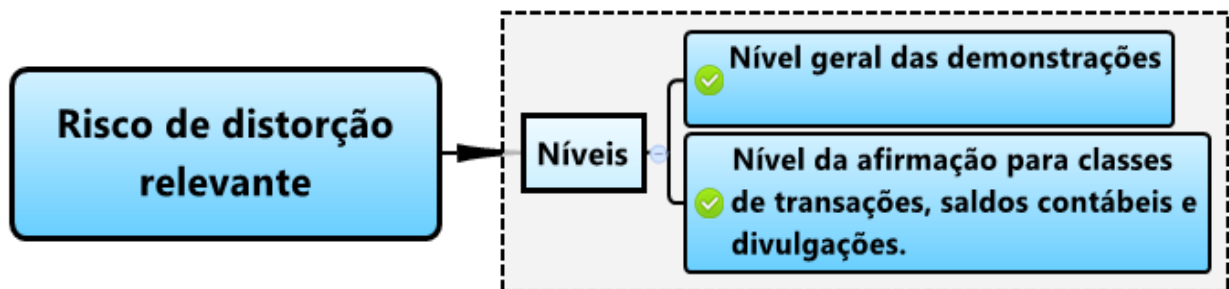 Risco de distorção
relevante
Níveis
Nível geral das demonstrações
Nível da afirmação para classes
de transações, saldos contábeis e
divulgações.